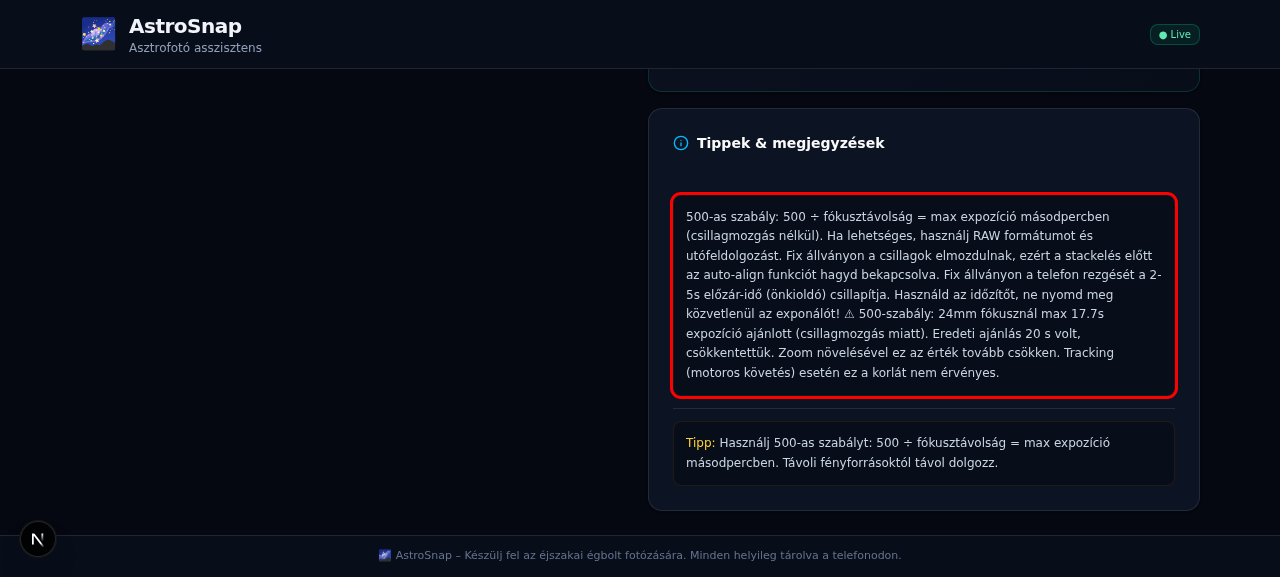 AstroSnap
Asztrofotó asszisztens
Live
Tippek & megjegyzések
500-as szabály: 500 ÷ fókusztávolság = max expozíció másodpercben
(csillagmozgás nélkül). Ha lehetséges, használj RAW formátumot és
utófeldolgozást. Fix állványon a csillagok elmozdulnak, ezért a stackelés előtt
az auto-align funkciót hagyd bekapcsolva. Fix állványon a telefon rezgését a 2-
5s előzár-idő (önkioldó) csillapítja. Használd az időzítőt, ne nyomd meg
közvetlenül az exponálót! ⚠ 500-szabály: 24mm fókusznál max 17.7s
expozíció ajánlott (csillagmozgás miatt). Eredeti ajánlás 20 s volt,
csökkentettük. Zoom növelésével ez az érték tovább csökken. Tracking
(motoros követés) esetén ez a korlát nem érvényes.
Tipp: Használj 500-as szabályt: 500 ÷ fókusztávolság = max expozíció
másodpercben. Távoli fényforrásoktól távol dolgozz.
N
AstroSnap – Készülj fel az éjszakai égbolt fotózására. Minden helyileg tárolva a telefonodon.